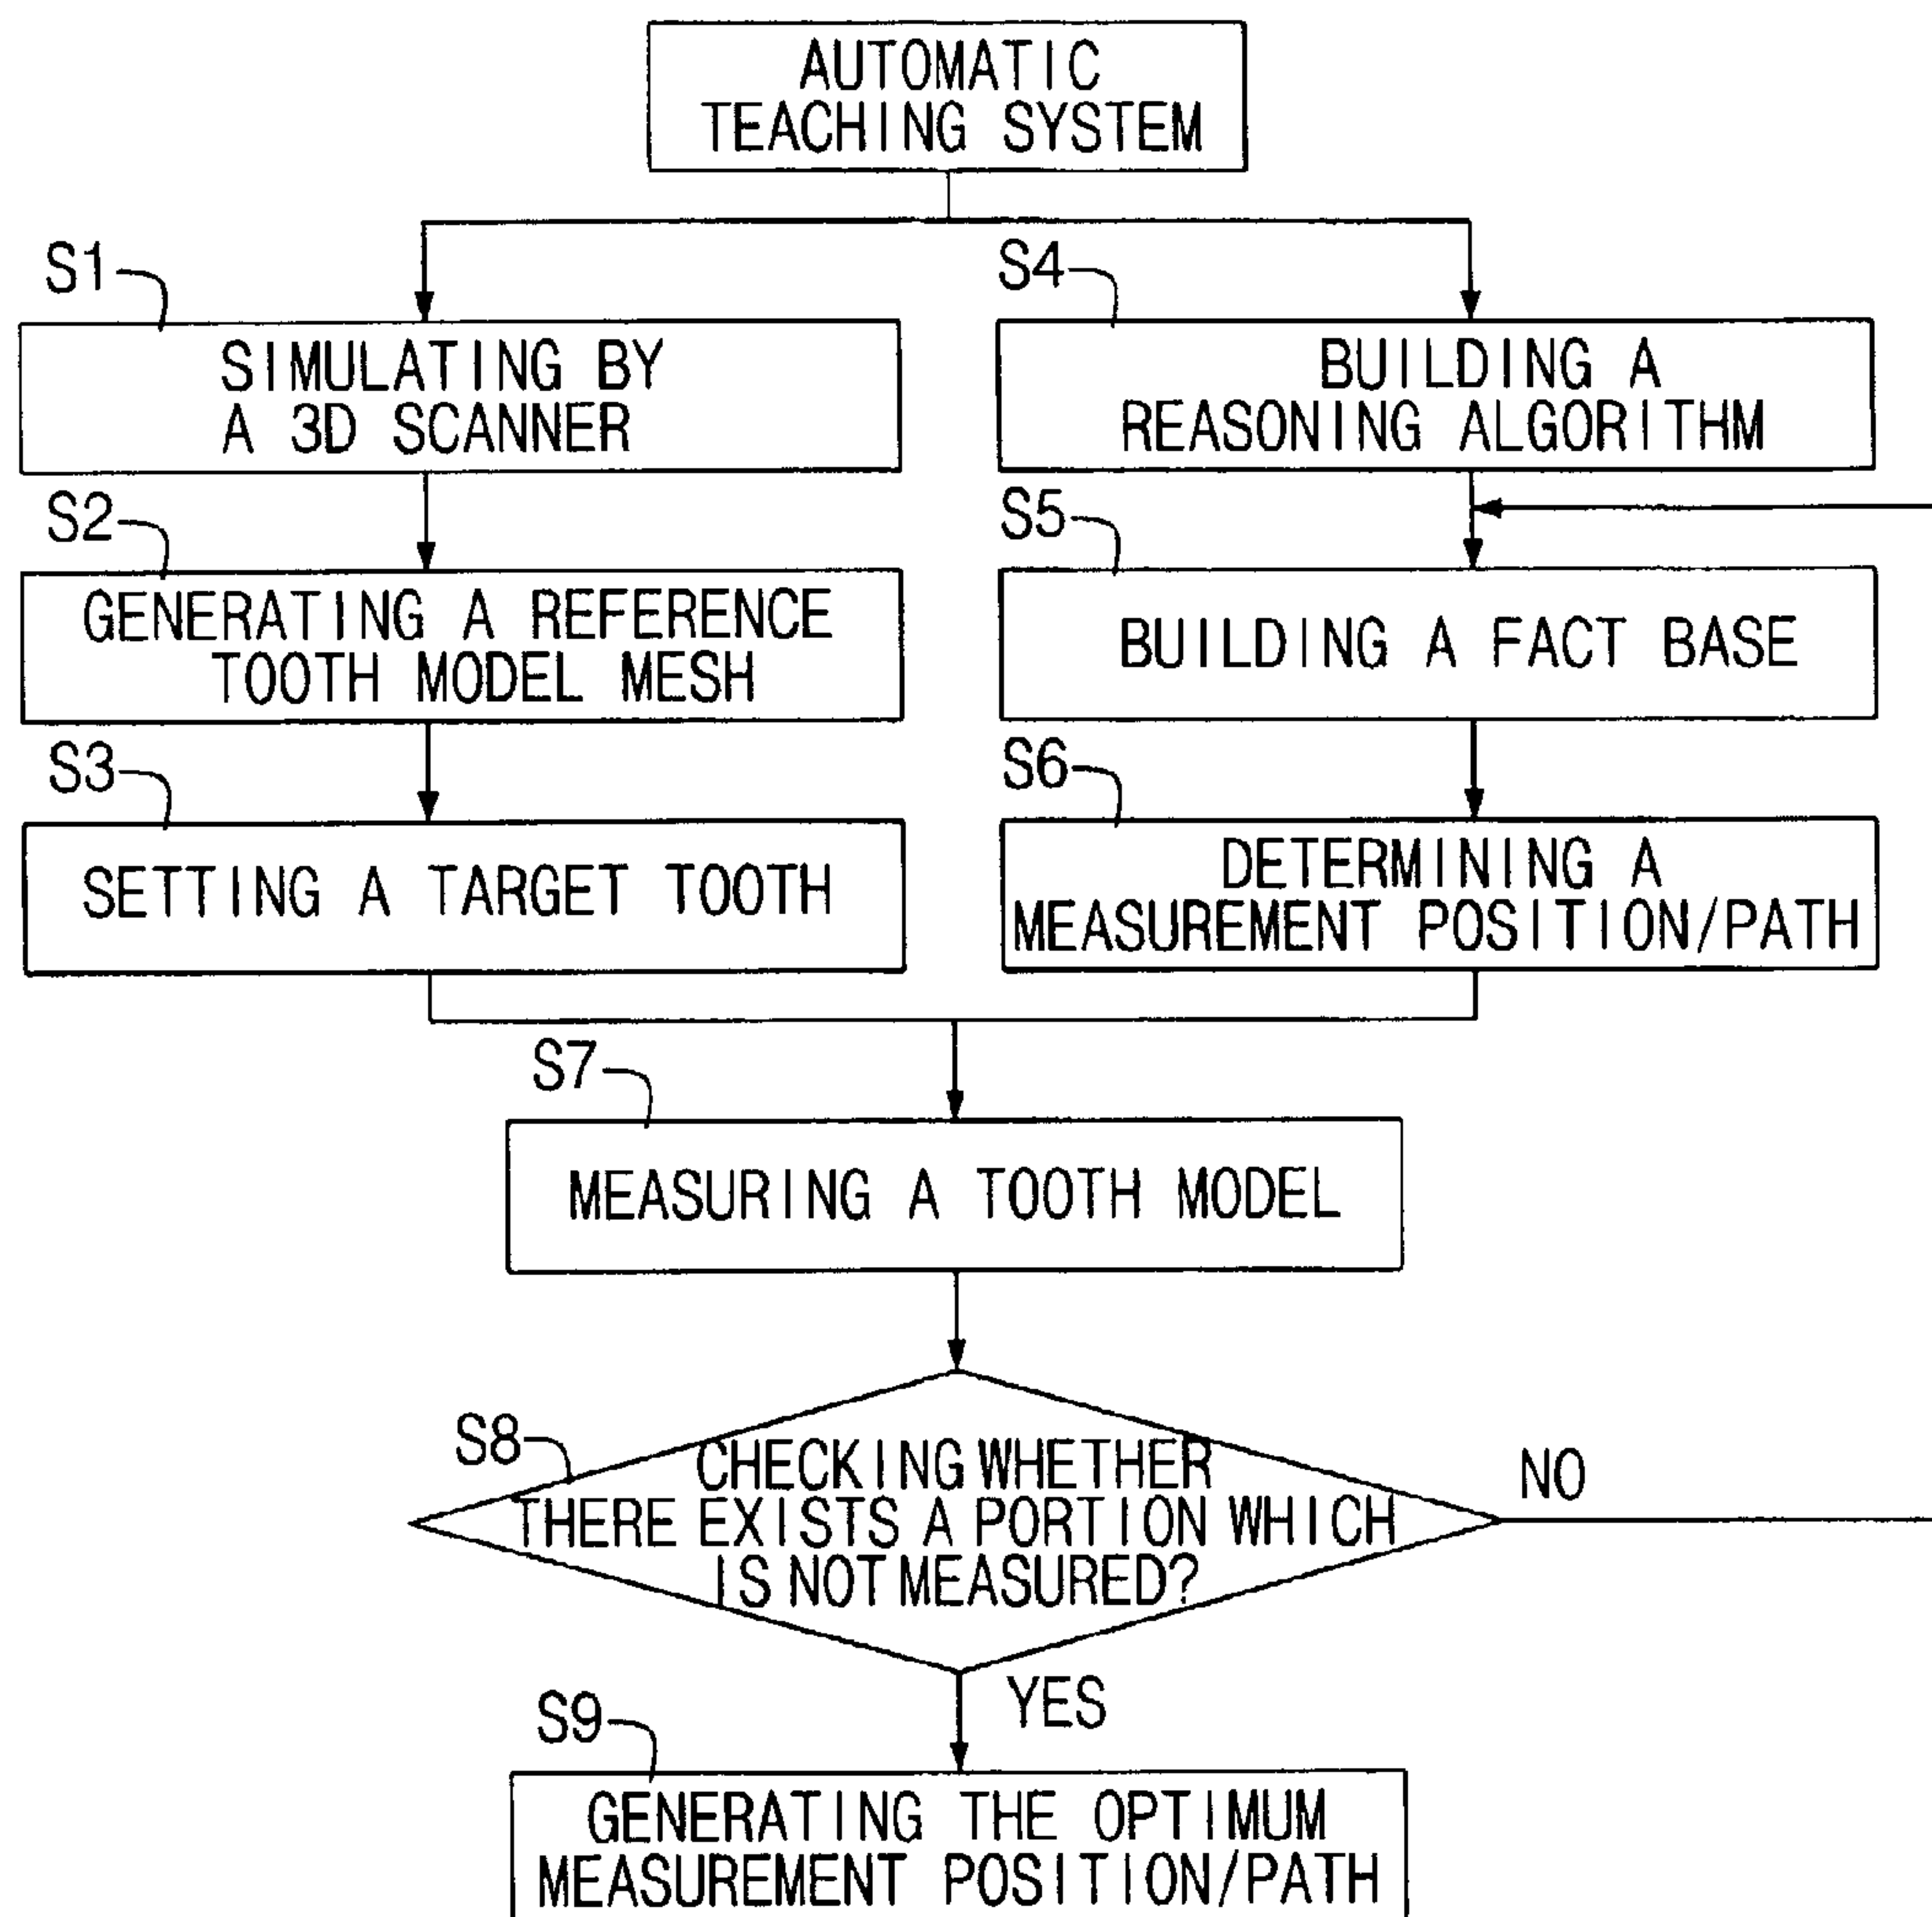 AUTOMATIC
TEACHING SYSTEM
S1
SIMULATING BY
A 3D SCANNER
S2
GENERATING A REFERENCE
TOOTH MODEL MESH
S3
SETTING A TARGET TOOTH
S4
BUILDING A
REASONING ALGORITHM
S5
BUILDING A FACT BASE
S6
DETERMINING A
MEASUREMENT POSITION/PATH
S7
MEASURING A TOOTH MODEL
S8
CHECKING WHETHER
THERE EXISTS A PORTION WHICH
IS NOT MEASURED?
NO
YES
S9
GENERATING THE OPTIMUM
MEASUREMENT POSITION/PATH